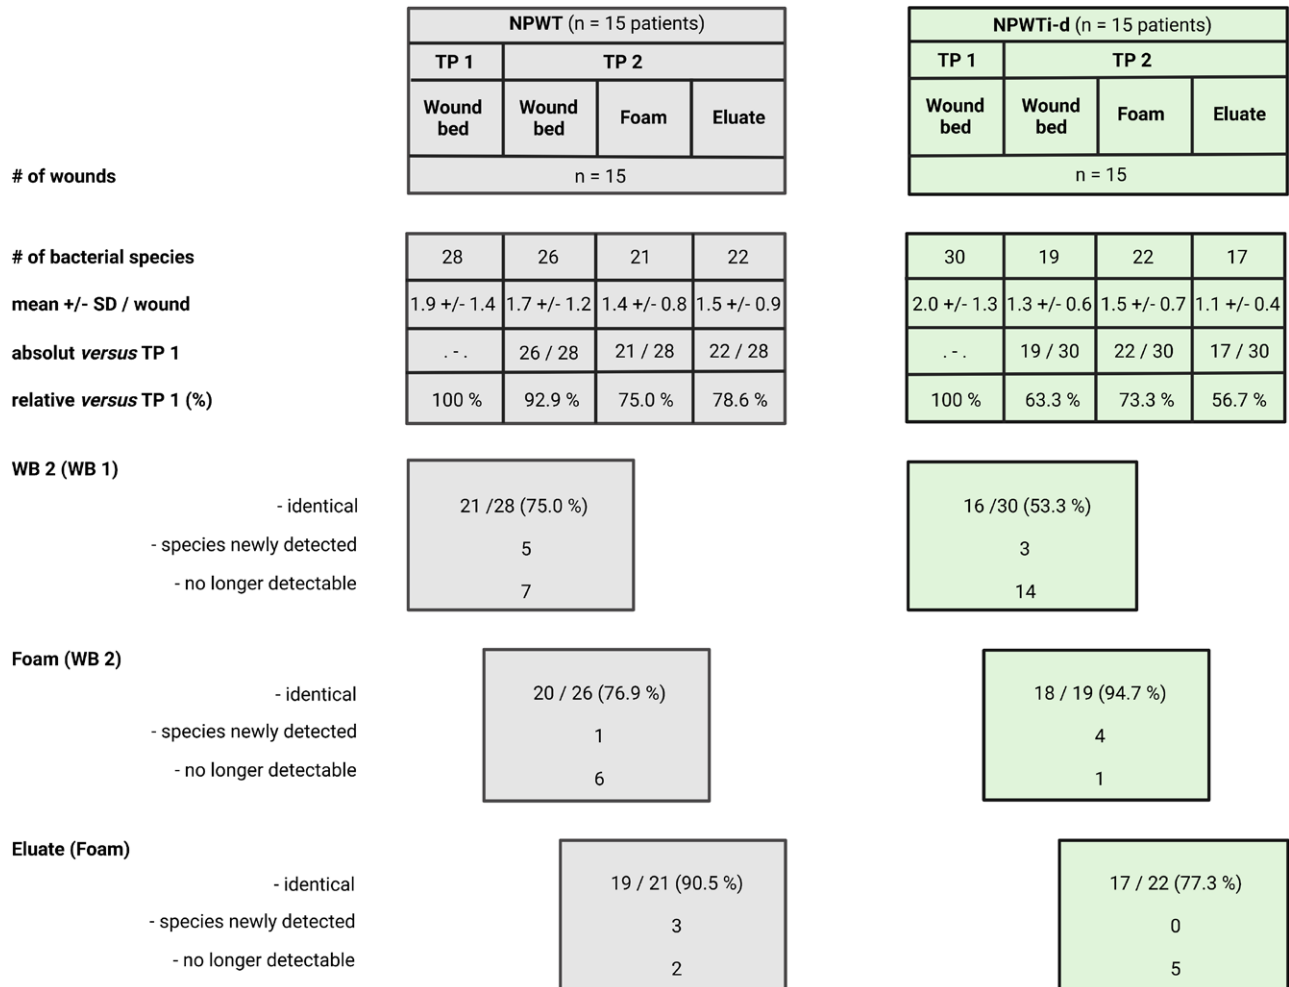 NPWT (n = 15 patients) NPWTi-d (n = 15 patients)
TP 1 TP 2 TP 1 TP 2
Wound bed Wound bed Foam Eluate Wound bed Wound bed Foam Eluate
# of wounds n = 15 n = 15
# of bacterial species 28 26 21 22 30 19 22 17
mean +/- SD / wound 1.9 +/- 1.4 1.7 +/- 1.2 1.4 +/- 0.8 1.5 +/- 0.9 2.0 +/- 1.3 1.3 +/- 0.6 1.5 +/- 0.7 1.1 +/- 0.4
absolut versus TP 1 . - . 26 / 28 21 / 28 22 / 28 . - . 19 / 30 22 / 30 17 / 30
relative versus TP 1 (%) 100 % 92.9 % 75.0 % 78.6 % 100 % 63.3 % 73.3 % 56.7 %
WB 2 (WB 1)
- identical 21 /28 (75.0 %) 16 /30 (53.3 %)
- species newly detected 5 3
- no longer detectable 7 14
Foam (WB 2)
- identical 20 / 26 (76.9 %) 18 / 19 (94.7 %)
- species newly detected 1 4
- no longer detectable 6 1
Eluate (Foam)
- identical 19 / 21 (90.5 %) 17 / 22 (77.3 %)
- species newly detected 3 0
- no longer detectable 2 5